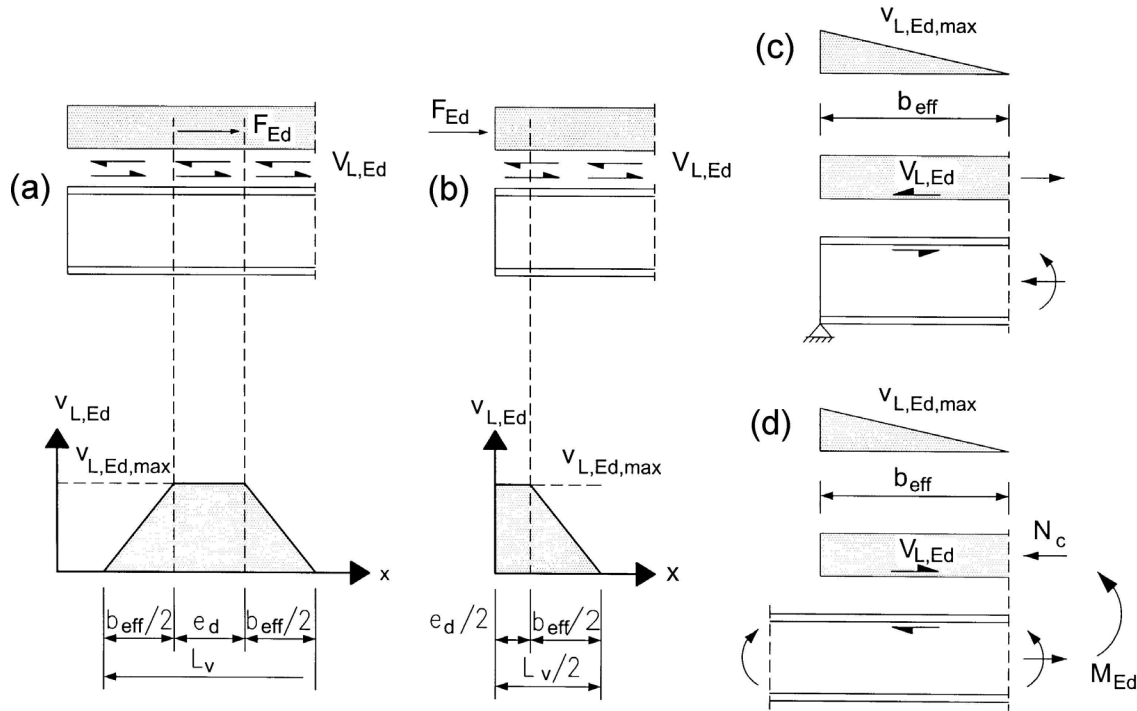 (a)
F_Ed
V_L,Ed
v_L,Ed
v_L,Ed,max
x
b_eff/2 e_d b_eff/2
L_v
(b)
F_Ed
V_L,Ed
v_L,Ed
v_L,Ed,max
x
e_d/2 b_eff/2
L_v/2
(c)
v_L,Ed,max
b_eff
V_L,Ed
(d)
v_L,Ed,max
b_eff
N_c
V_L,Ed
M_Ed